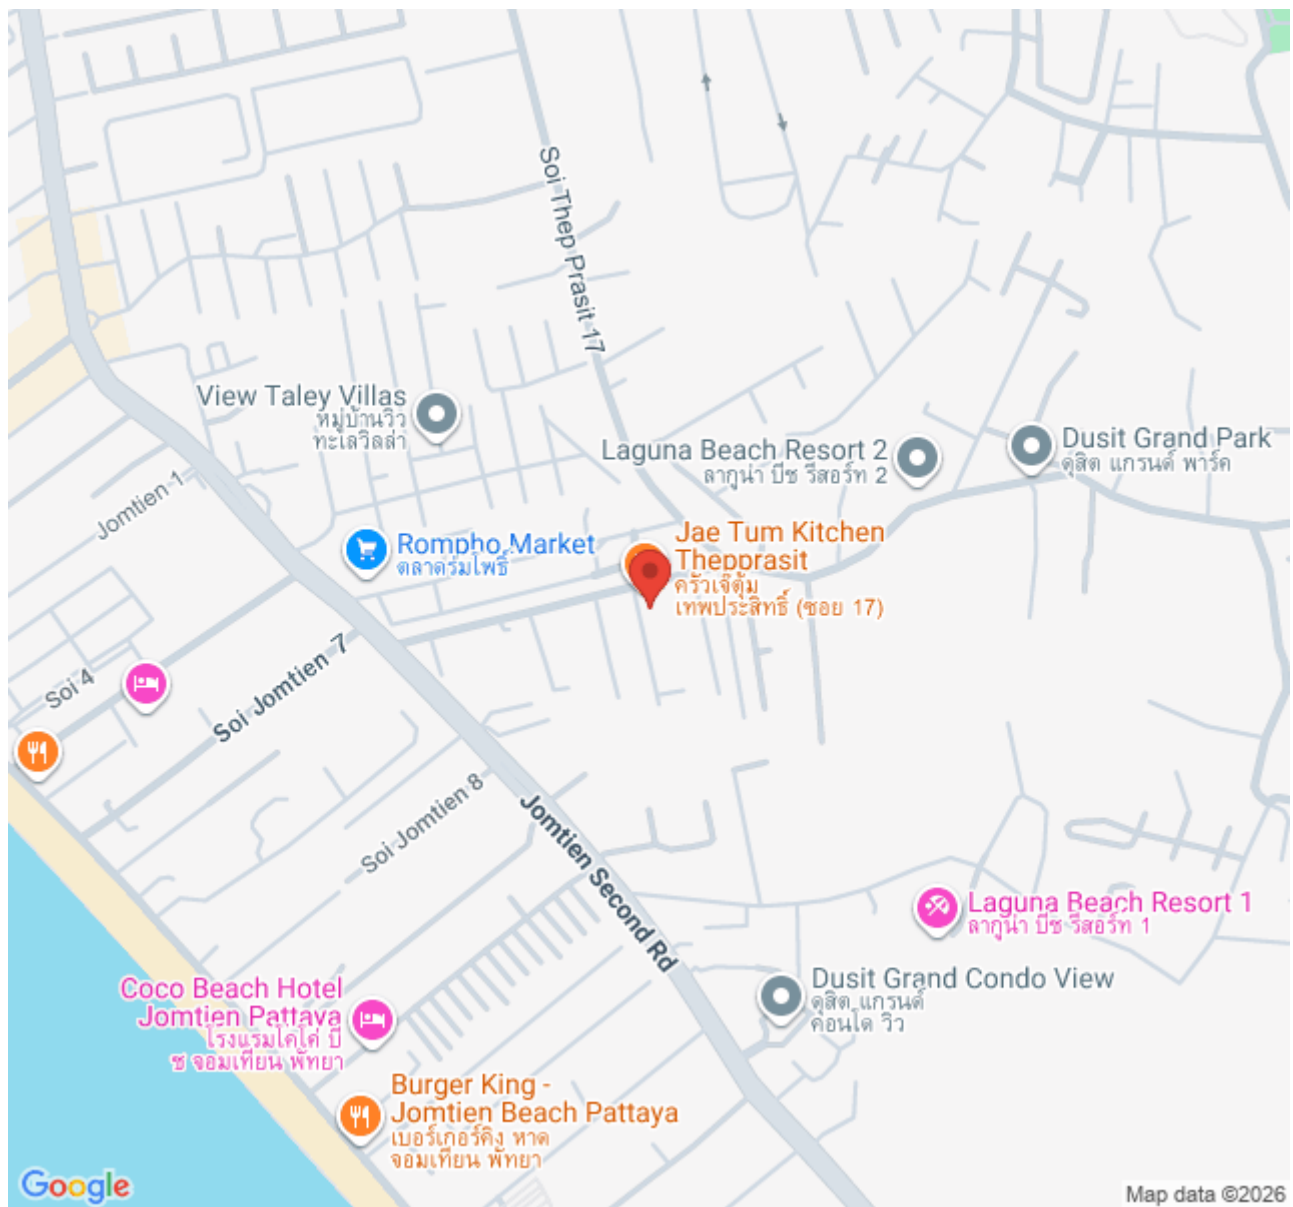 Soi Thep Prasit 17
View Taley Villas
หมู่บ้านวิว
ทะเลวิลล่า
Dusit Grand Park
ดุสิต แกรนด์ พาร์ค
Laguna Beach Resort 2
ลากูน่า บีช รีสอร์ท 2
Jomtien 1
Rompho Market
ตลาดร่มโพธิ์
Jae Tum Kitchen
Thepprasit
ครัวเจ๊ตุ้ม
เทพประสิทธิ์ (ซอย 17)
Soi 4
Soi Jomtien 7
Soi Jomtien 8
Jomtien Second Rd
Laguna Beach Resort 1
ลากูน่า บีช รีสอร์ท 1
Dusit Grand Condo View
ดุสิต แกรนด์
คอนโด วิว
Coco Beach Hotel
Jomtien Pattaya
โรงแรมโคโค่ บี
ช จอมเทียน พัทยา
Burger King -
Jomtien Beach Pattaya
เบอร์เกอร์คิง หาด
จอมเทียน พัทยา
Google
Map data ©2026